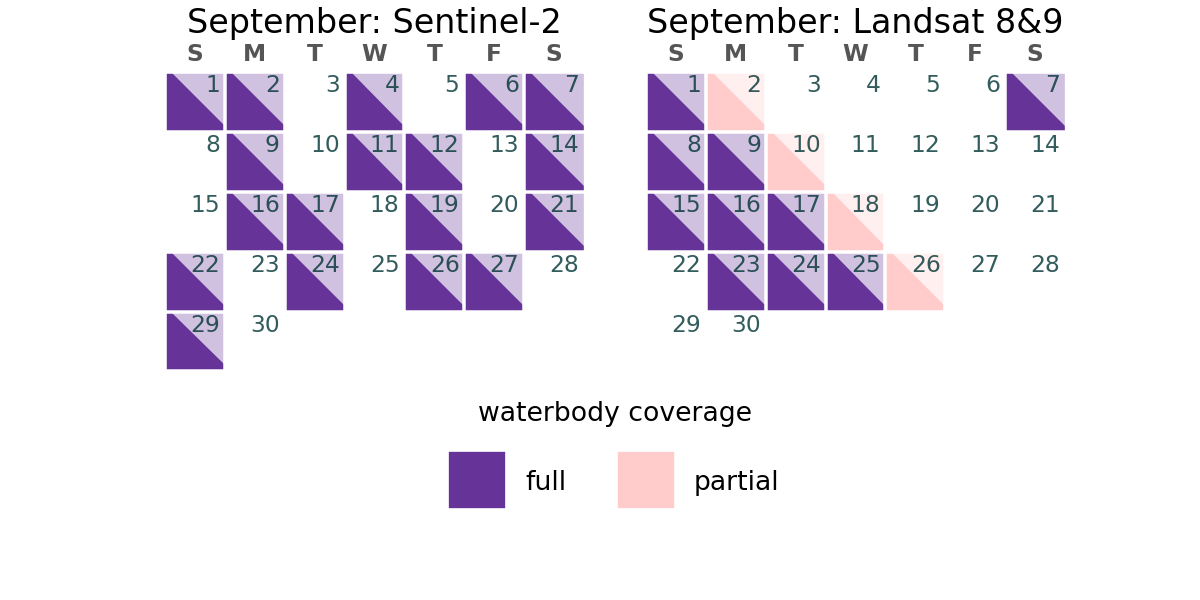 September: Sentinel-2
S M T W T F S
1 2 3 4 5 6 7
8 9 10 11 12 13 14
15 16 17 18 19 20 21
22 23 24 25 26 27 28
29 30
September: Landsat 8&9
S M T W T F S
1 2 3 4 5 6 7
8 9 10 11 12 13 14
15 16 17 18 19 20 21
22 23 24 25 26 27 28
29 30
waterbody coverage
full partial